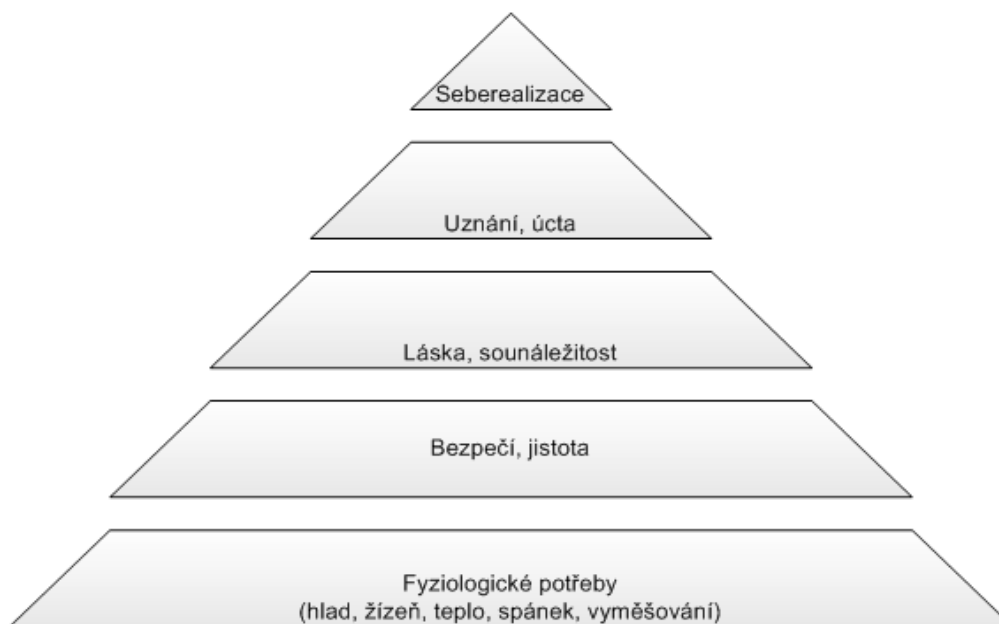 Seberealizace
Uznání, úcta
Láska, sounáležitost
Bezpečí, jistota
Fyziologické potřeby
(hlad, žízeň, teplo, spánek, vyměšování)